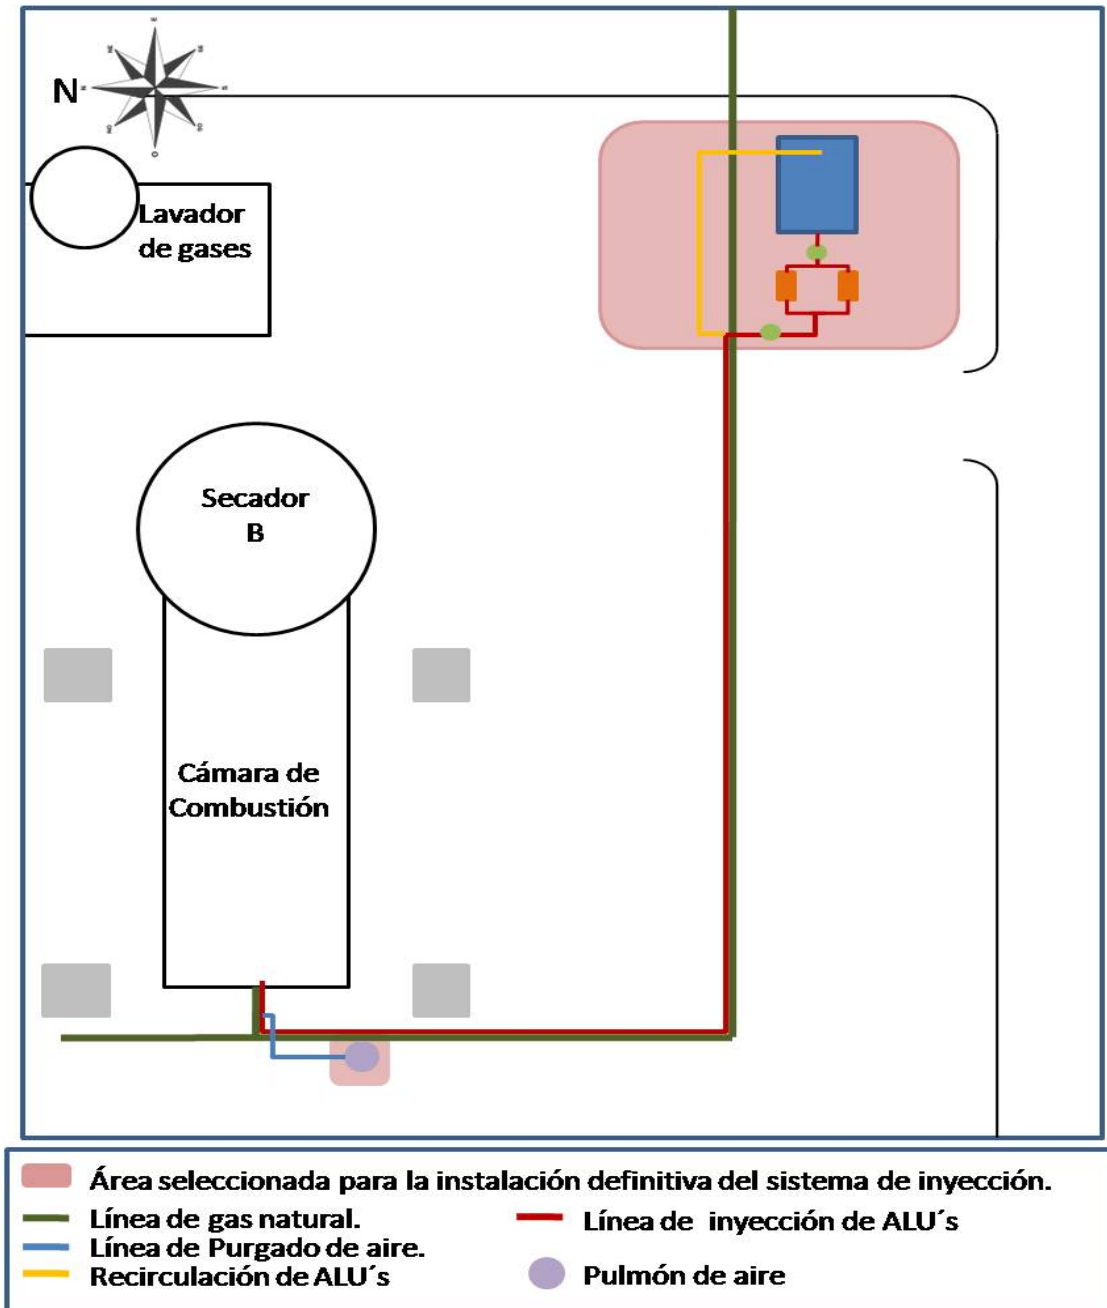 N
Lavador
de gases
Secador
B
Cámara de
Combustión
Área seleccionada para la instalación definitiva del sistema de inyección.
Línea de gas natural.
Línea de inyección de ALU´s
Línea de Purgado de aire.
Recirculación de ALU´s
Pulmón de aire